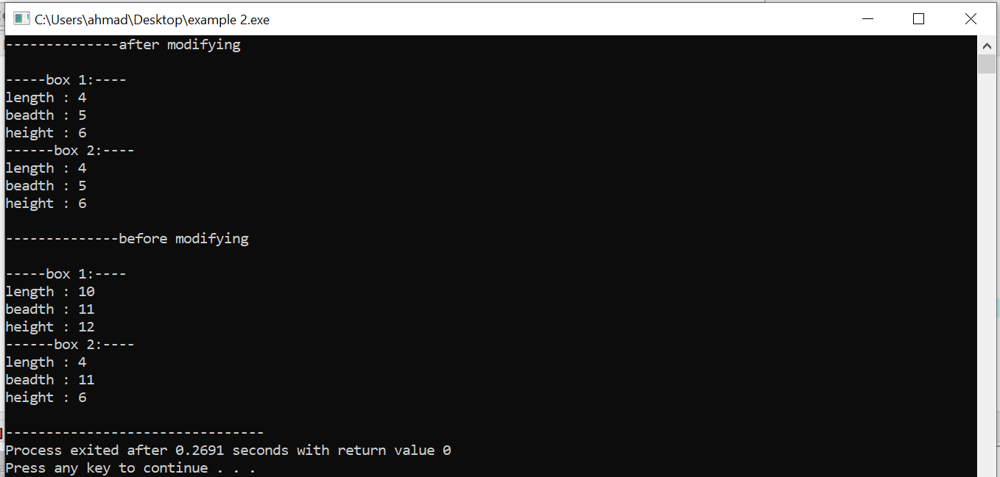 C:\Users\ahmad\Desktop\example 2.exe
--------------after modifying
-----box 1:----
length : 4
beadth : 5
height : 6
------box 2:----
length : 4
beadth : 5
height : 6
--------------before modifying
-----box 1:----
length : 10
beadth : 11
height : 12
------box 2:----
length : 4
beadth : 11
height : 6
--------------------------------
Process exited after 0.2691 seconds with return value 0
Press any key to continue . . .